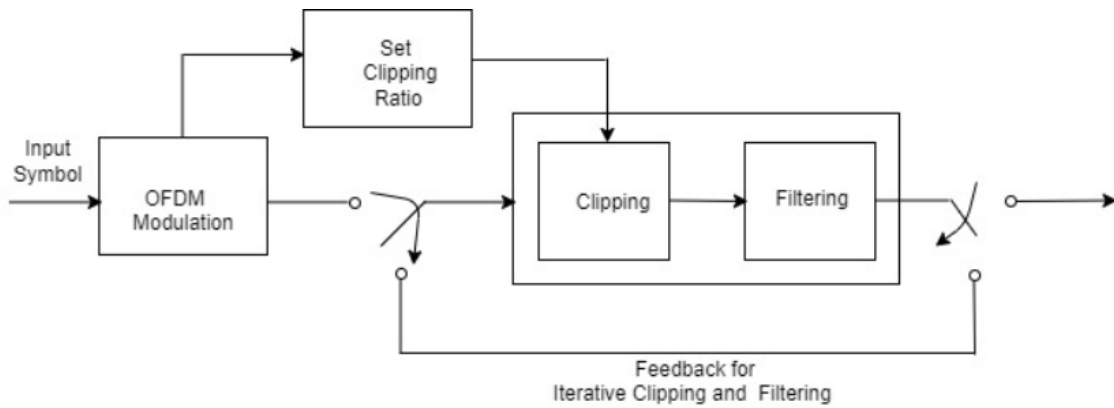 Set
Clipping
Ratio
Input
Symbol
OFDM
Modulation
Clipping
Filtering
Feedback for
Iterative Clipping and Filtering